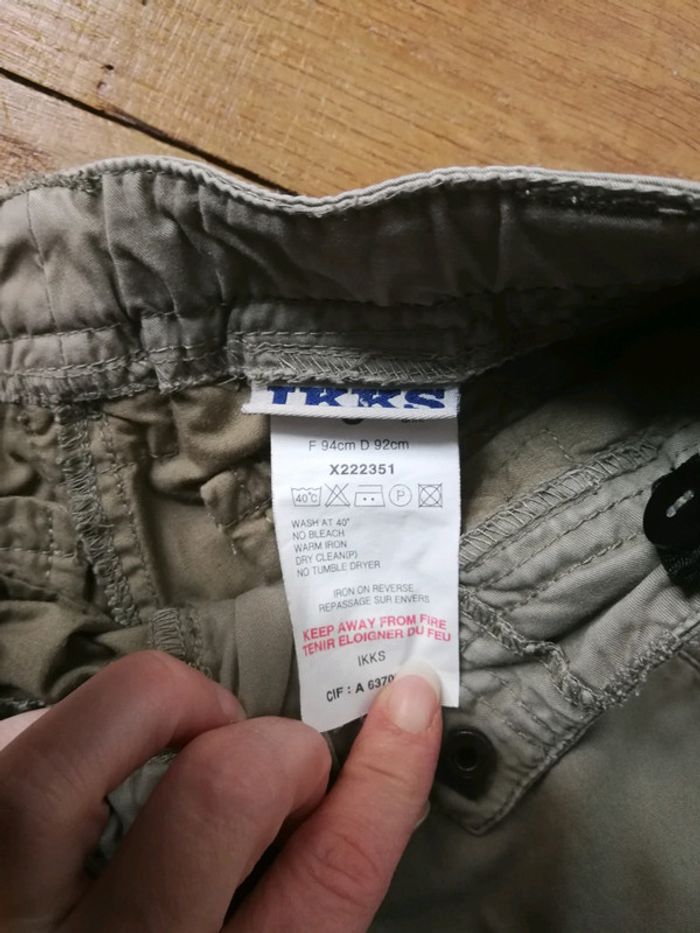 IKKS
F 94cm D 92cm
X222351
40°C P
WASH AT 40°
NO BLEACH
WARM IRON
DRY CLEAN(P)
NO TUMBLE DRYER
IRON ON REVERSE
REPASSAGE SUR ENVERS
KEEP AWAY FROM FIRE
TENIR ELOIGNER DU FEU
IKKS
CIF : A 6370